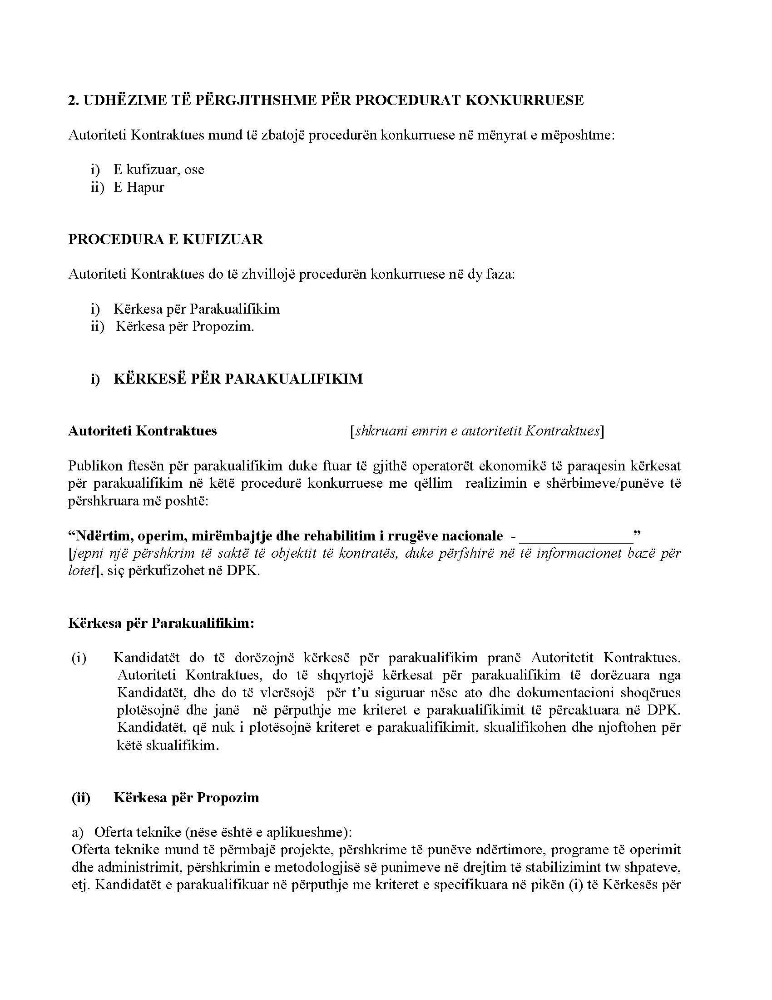 2. UDHËZIME TË PËRGJITHSHME PËR PROCEDURAT KONKURRUESE
Autoriteti Kontraktues mund të zbatojë procedurën konkurruese në mënyrat e mëposhtme:
i) E kufizuar, ose
ii) E Hapur
PROCEDURA E KUFIZUAR
Autoriteti Kontraktues do të zhvillojë procedurën konkurruese në dy faza:
i) Kërkesa për Parakualifikim
ii) Kërkesa për Propozim.
i) KËRKESË PËR PARAKUALIFIKIM
Autoriteti Kontraktues [shkruani emrin e autoritetit Kontraktues]
Publikon ftesën për parakualifikim duke ftuar të gjithë operatorët ekonomikë të paraqesin kërkesat
për parakualifikim në këtë procedurë konkurruese me qëllim realizimin e shërbimeve/punëve të
përshkruara më poshtë:
“Ndërtim, operim, mirëmbajtje dhe rehabilitim i rrugëve nacionale - _______________”
[jepni një përshkrim të saktë të objektit të kontratës, duke përfshirë në të informacionet bazë për
lotet], siç përkufizohet në DPK.
Kërkesa për Parakualifikim:
(i) Kandidatët do të dorëzojnë kërkesë për parakualifikim pranë Autoritetit Kontraktues.
Autoriteti Kontraktues, do të shqyrtojë kërkesat për parakualifikim të dorëzuara nga
Kandidatët, dhe do të vlerësojë për t’u siguruar nëse ato dhe dokumentacioni shoqërues
plotësojnë dhe janë në përputhje me kriteret e parakualifikimit të përcaktuara në DPK.
Kandidatët, që nuk i plotësojnë kriteret e parakualifikimit, skualifikohen dhe njoftohen për
këtë skualifikim.
(ii) Kërkesa për Propozim
a) Oferta teknike (nëse është e aplikueshme):
Oferta teknike mund të përmbajë projekte, përshkrime të punëve ndërtimore, programe të operimit
dhe administrimit, përshkrimin e metodologjisë së punimeve në drejtim të stabilizimint tw shpateve,
etj. Kandidatët e parakualifikuar në përputhje me kriteret e specifikuara në pikën (i) të Kërkesës për